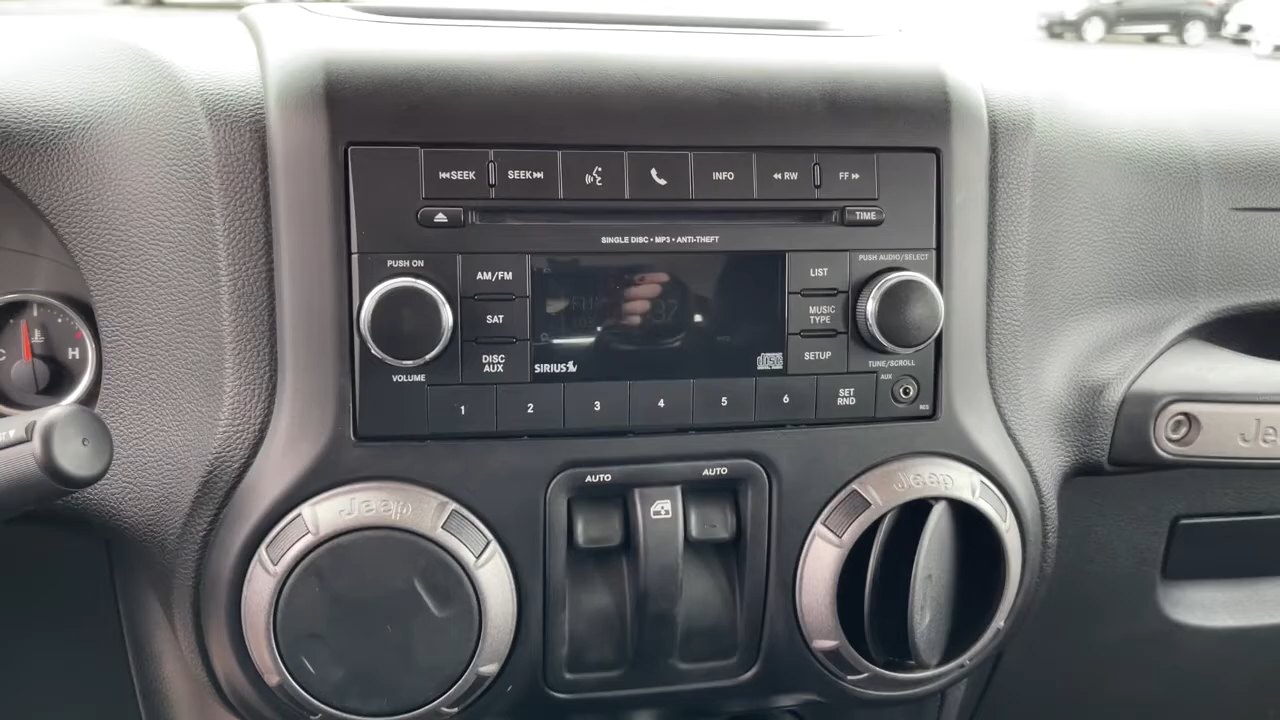 SEEK
SEEK
INFO
RW
FF
TIME
SINGLE DISC • MP3 • ANTI-THEFT
PUSH ON
AM/FM
LIST
PUSH AUDIO/SELECT
SAT
MUSIC
TYPE
DISC
AUX
SIRIUS
SETUP
VOLUME
TUNE/SCROLL
1
2
3
4
5
6
SET
RND
AUX
RES
C
H
AUTO
AUTO
Jeep
Jeep
Je